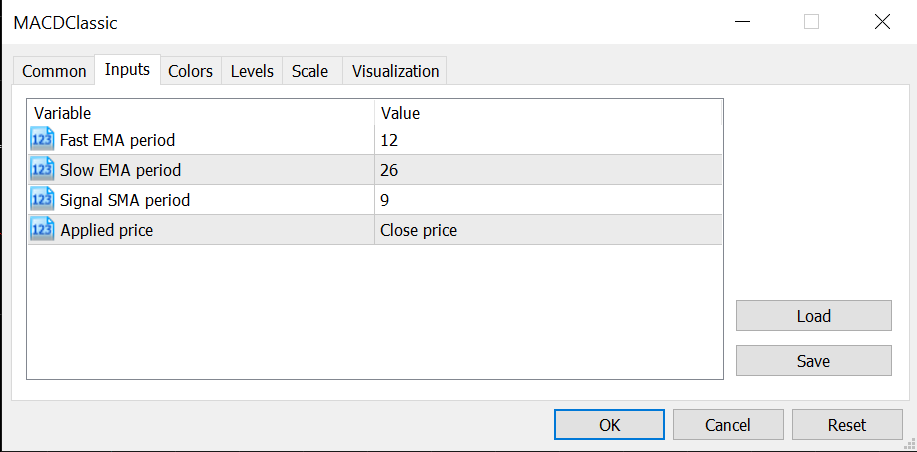 MACDClassic
Common Inputs Colors Levels Scale Visualization
Variable Value
123 Fast EMA period 12
123 Slow EMA period 26
123 Signal SMA period 9
123 Applied price Close price
Load
Save
OK Cancel Reset